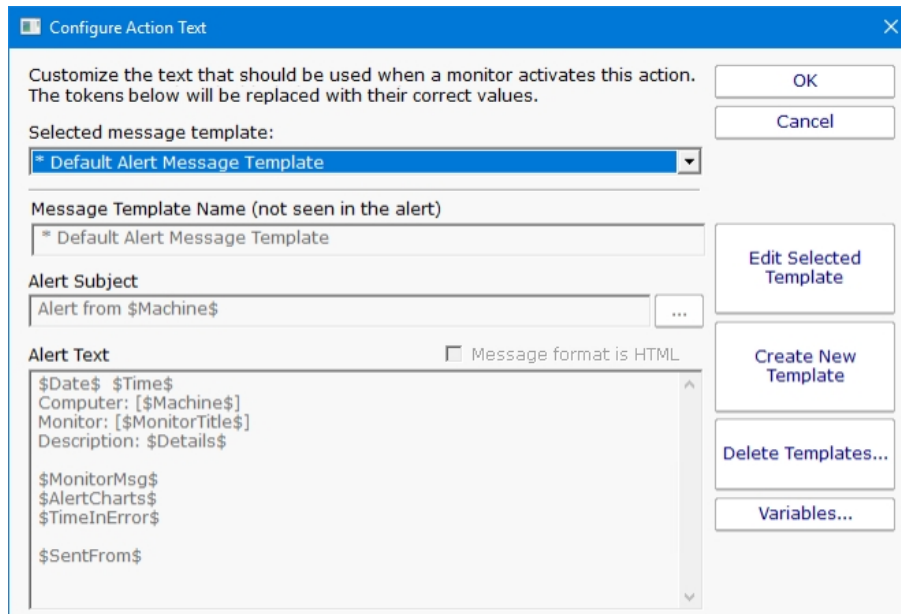 Configure Action Text
Customize the text that should be used when a monitor activates this action.
The tokens below will be replaced with their correct values.
OK
Cancel
Selected message template:
* Default Alert Message Template
Message Template Name (not seen in the alert)
* Default Alert Message Template
Edit Selected
Template
Alert Subject
Alert from $Machine$
...
Alert Text
Message format is HTML
Create New
Template
$Date$ $Time$
Computer: [$Machine$]
Monitor: [$MonitorTitle$]
Description: $Details$
Delete Templates...
$MonitorMsg$
$AlertCharts$
$TimeInError$
Variables...
$SentFrom$